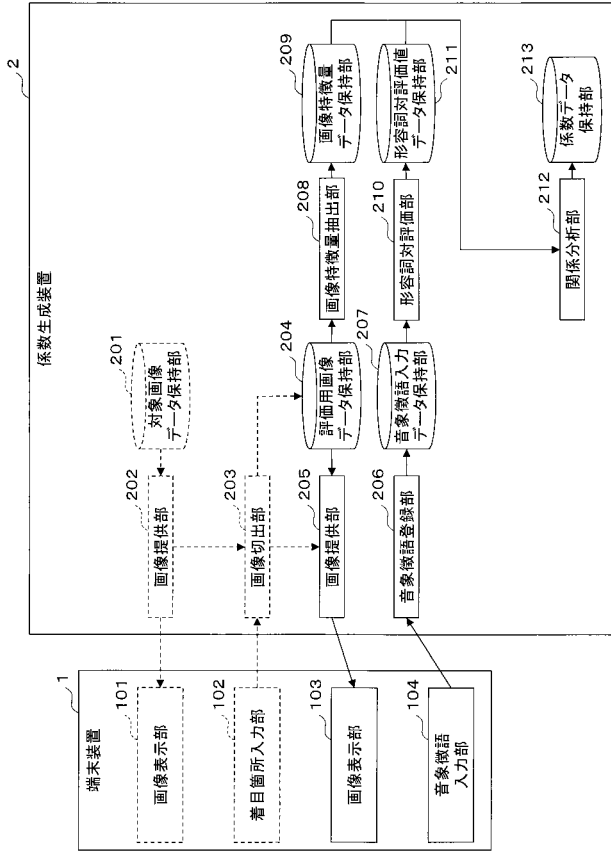 1
端末装置
101
画像表示部
102
着目箇所入力部
103
画像表示部
104
音象徴語
入力部
2
係数生成装置
201
対象画像
データ保持部
202
画像提供部
203
画像切出部
204
評価用画像
データ保持部
205
画像提供部
206
音象徴語登録部
207
音象徴語入力
データ保持部
208
画像特徴量抽出部
209
画像特徴量
データ保持部
210
形容詞対評価部
211
形容詞対評価値
データ保持部
212
関係分析部
213
係数データ
保持部